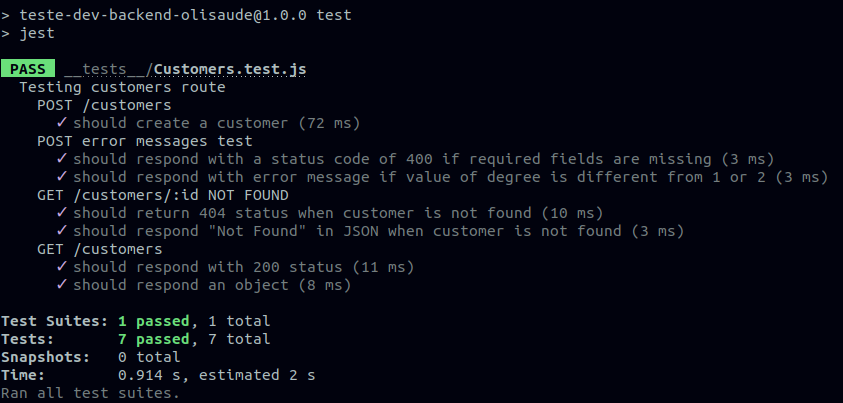 > teste-dev-backend-olisaude@1.0.0 test
> jest
PASS __tests__/Customers.test.js
Testing customers route
POST /customers
✓ should create a customer (72 ms)
POST error messages test
✓ should respond with a status code of 400 if required fields are missing (3 ms)
✓ should respond with error message if value of degree is different from 1 or 2 (3 ms)
GET /customers/:id NOT FOUND
✓ should return 404 status when customer is not found (10 ms)
✓ should respond "Not Found" in JSON when customer is not found (3 ms)
GET /customers
✓ should respond with 200 status (11 ms)
✓ should respond an object (8 ms)
Test Suites: 1 passed, 1 total
Tests: 7 passed, 7 total
Snapshots: 0 total
Time: 0.914 s, estimated 2 s
Ran all test suites.